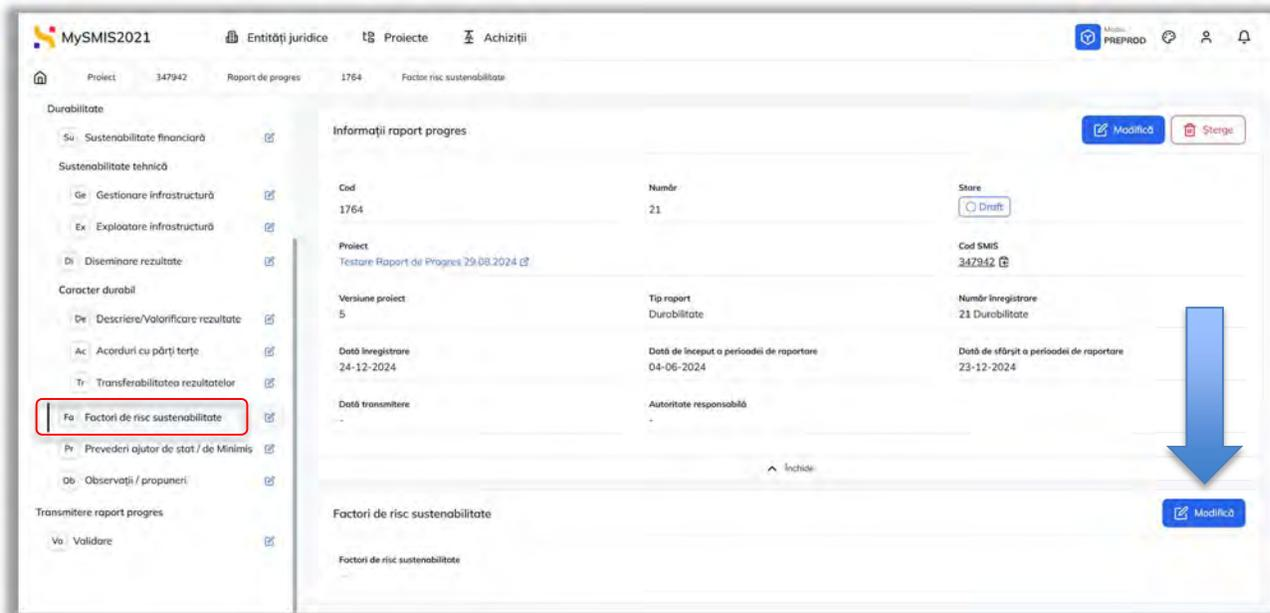 MySMIS2021 Entități juridice Proiecte Achiziții Mediu PREPROD
Proiect 347942 Raport de progres 1764 Factor risc sustenabilitate
Durabilitate
Su Sustenabilitate financiară
Sustenabilitate tehnică
Ge Gestionare infrastructură
Ex Exploatare infrastructură
Di Diseminare rezultate
Caracter durabil
De Descriere/Valorificare rezultate
Ac Acorduri cu părți terțe
Tr Transferabilitatea rezultatelor
Fa Factori de risc sustenabilitate
Pr Prevederi ajutor de stat / de Minimis
Ob Observații / propuneri
Transmitere raport progres
Va Validare
Informații raport progres Modifică Șterge
Cod Număr Stare
1764 21 Draft
Proiect Cod SMIS
Testare Raport de Progres 29.08.2024 347942
Versiune proiect Tip raport Număr înregistrare
5 Durabilitate 21 Durabilitate
Dată înregistrare Dată de început a perioadei de raportare Dată de sfârșit a perioadei de raportare
24-12-2024 04-06-2024 23-12-2024
Dată transmitere Autoritate responsabilă
- -
Închide
Factori de risc sustenabilitate Modifică
Factori de risc sustenabilitate